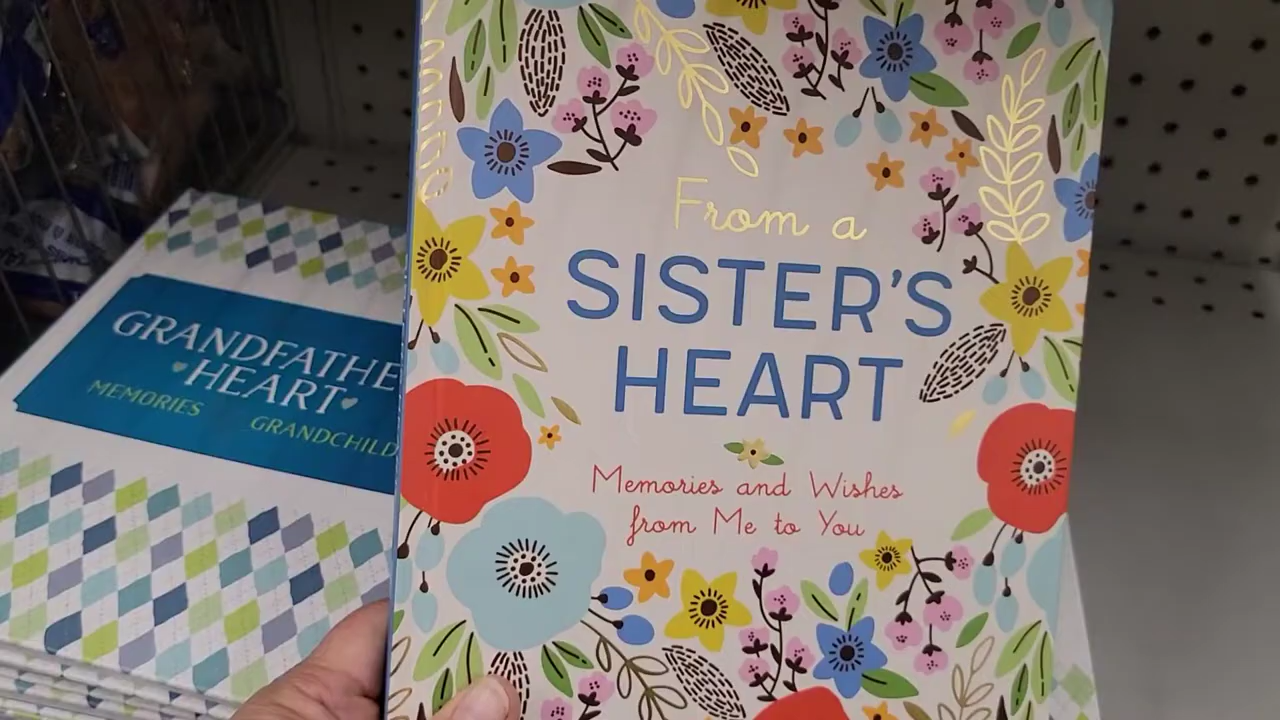 From a
SISTER'S
HEART
Memories and Wishes
from Me to You
GRANDFATHE
HEART
MEMORIES GRANDCHILD